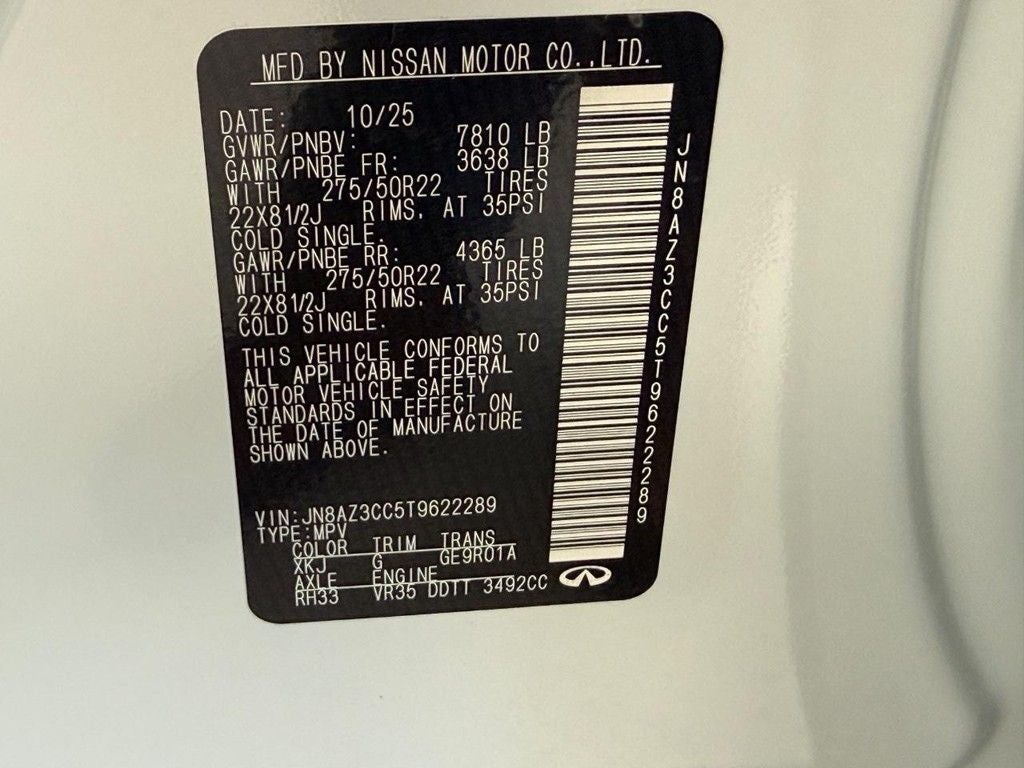 MFD BY NISSAN MOTOR CO.,LTD.
DATE: 10/25
GVWR/PNBV: 7810 LB
GAWR/PNBE FR: 3638 LB
WITH 275/50R22 TIRES
22X81/2J RIMS. AT 35PSI
COLD SINGLE.
GAWR/PNBE RR: 4365 LB
WITH 275/50R22 TIRES
22X81/2J RIMS. AT 35PSI
COLD SINGLE.
THIS VEHICLE CONFORMS TO
ALL APPLICABLE FEDERAL
MOTOR VEHICLE SAFETY
STANDARDS IN EFFECT ON
THE DATE OF MANUFACTURE
SHOWN ABOVE.
VIN:JN8AZ3CC5T9622289
TYPE:MPV
COLOR TRIM TRANS
XKJ G GE9R01A
AXLE ENGINE
RH33 VR35 DDTT 3492CC
JN8AZ3CC5T9622289